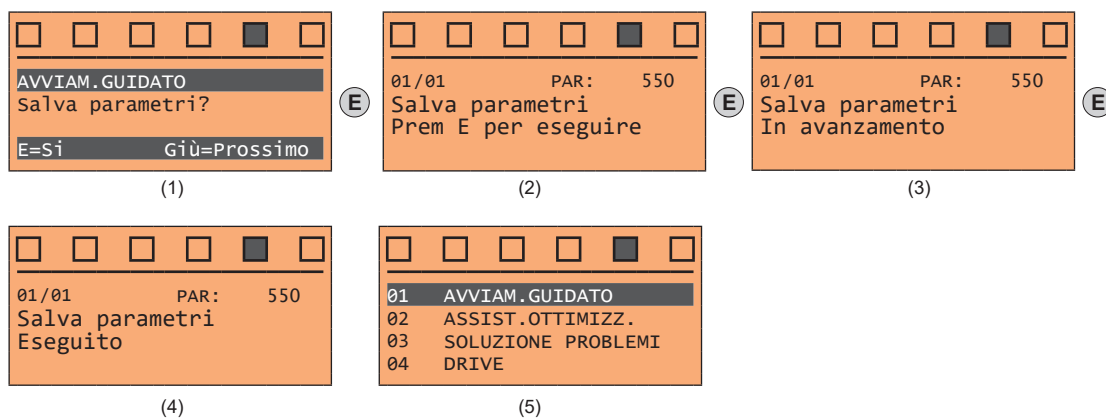 AVVIAM.GUIDATO
Salva parametri?
E=Si Giù=Prossimo
(1)
E
01/01 PAR: 550
Salva parametri
Prem E per eseguire
(2)
E
01/01 PAR: 550
Salva parametri
In avanzamento
(3)
E
01/01 PAR: 550
Salva parametri
Eseguito
(4)
01 AVVIAM.GUIDATO
02 ASSIST.OTTIMIZZ.
03 SOLUZIONE PROBLEMI
04 DRIVE
(5)